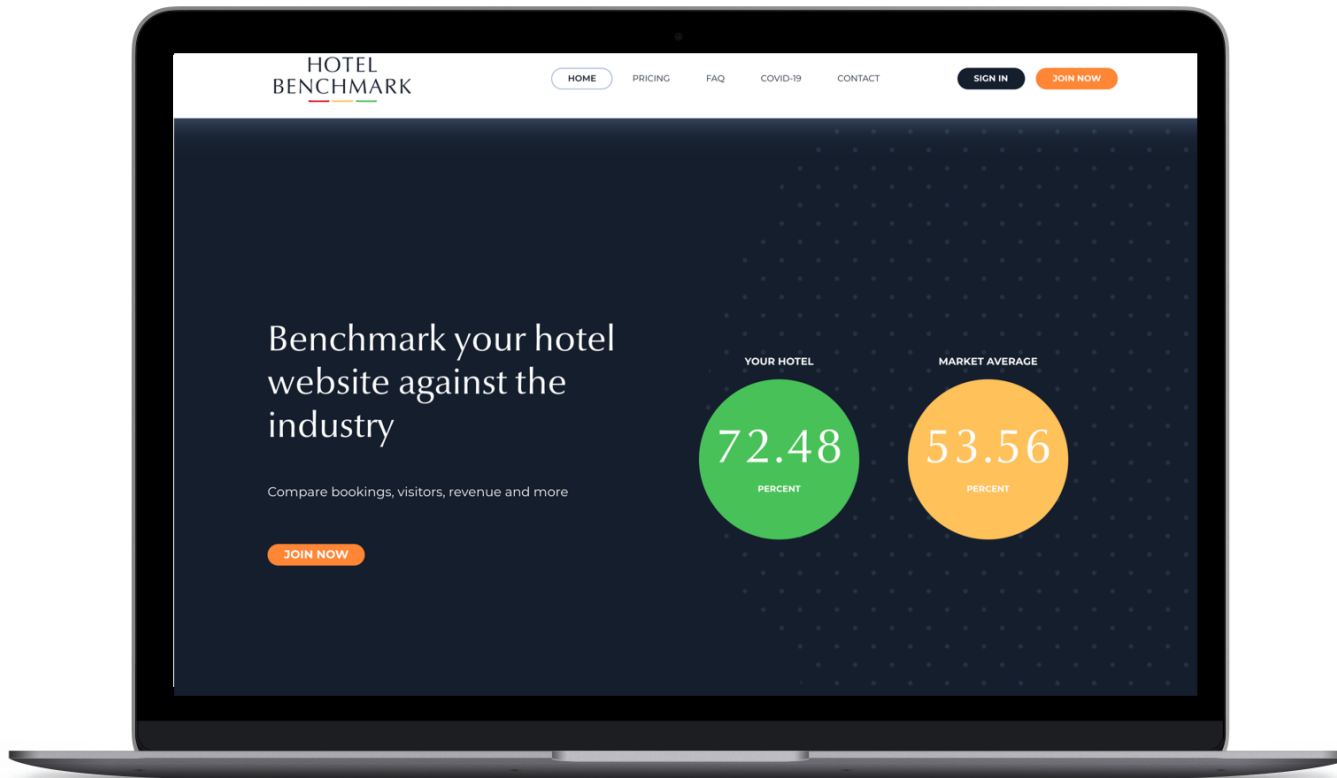 HOTEL
BENCHMARK
HOME PRICING FAQ COVID-19 CONTACT SIGN IN JOIN NOW
Benchmark your hotel
website against the
industry
Compare bookings, visitors, revenue and more
JOIN NOW
YOUR HOTEL
72.48
PERCENT
MARKET AVERAGE
53.56
PERCENT